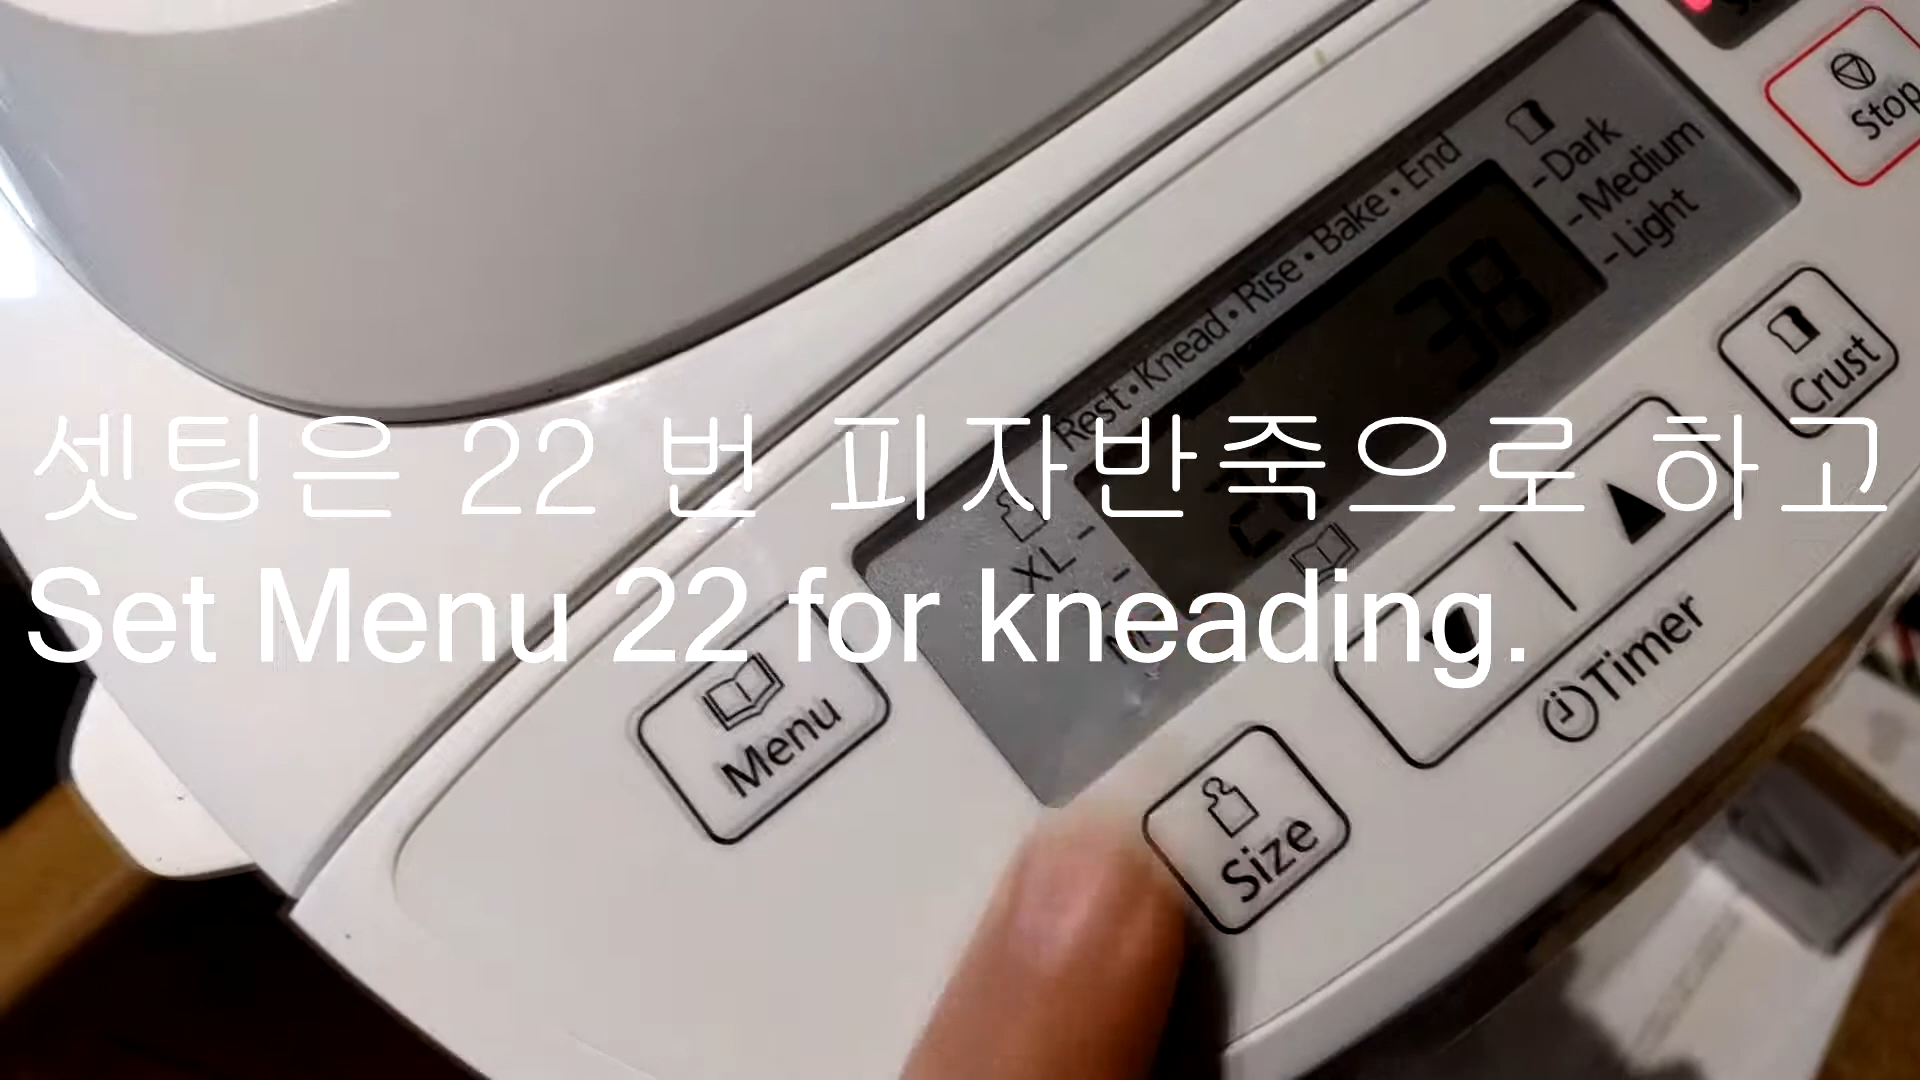 Stop
Dark
Medium
Light
Rest • Knead • Rise • Bake • End
38
Crust
셋팅은 22 번 피자반죽으로 하고
XL
Set Menu 22 for kneading.
Timer
Menu
Size